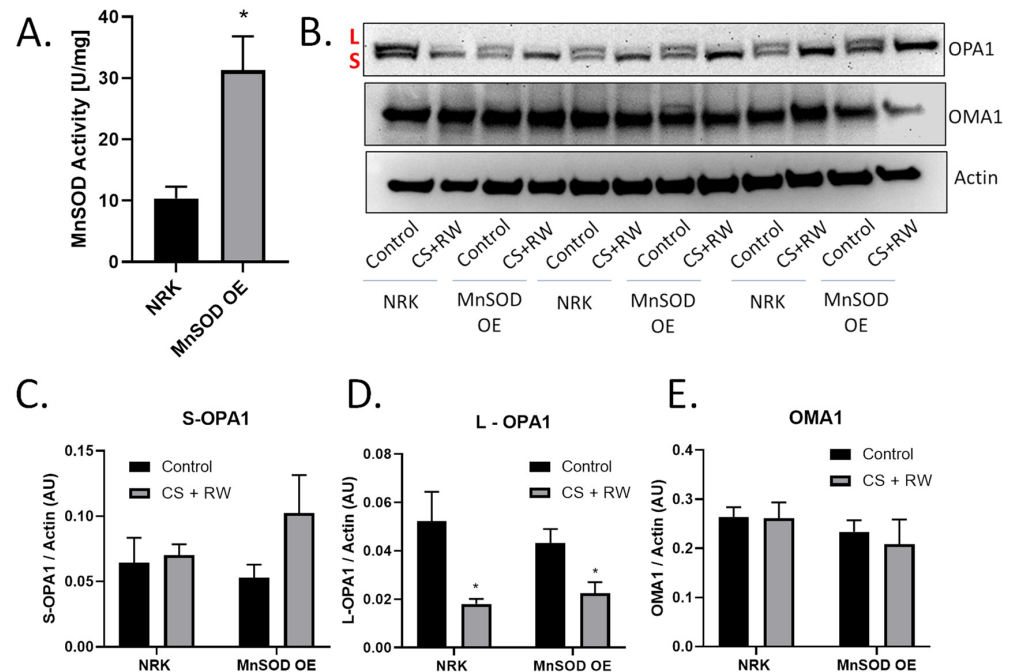 A.
MnSOD Activity [U/mg]
40
30
20
10
0
*
NRK
MnSOD OE
B.
L
S
OPA1
OMA1
Actin
Control CS+RW Control CS+RW Control CS+RW Control CS+RW Control CS+RW Control CS+RW
NRK MnSOD NRK MnSOD NRK MnSOD
OE OE OE
C.
S-OPA1
S-OPA1 / Actin (AU)
0.15
0.10
0.05
0.00
Control
CS + RW
NRK MnSOD OE
D.
L - OPA1
L-OPA1 / Actin (AU)
0.08
0.06
0.04
0.02
0.00
Control
CS + RW
* *
NRK MnSOD OE
E.
OMA1
OMA1 / Actin (AU)
0.4
0.3
0.2
0.1
0.0
Control
CS + RW
NRK MnSOD OE